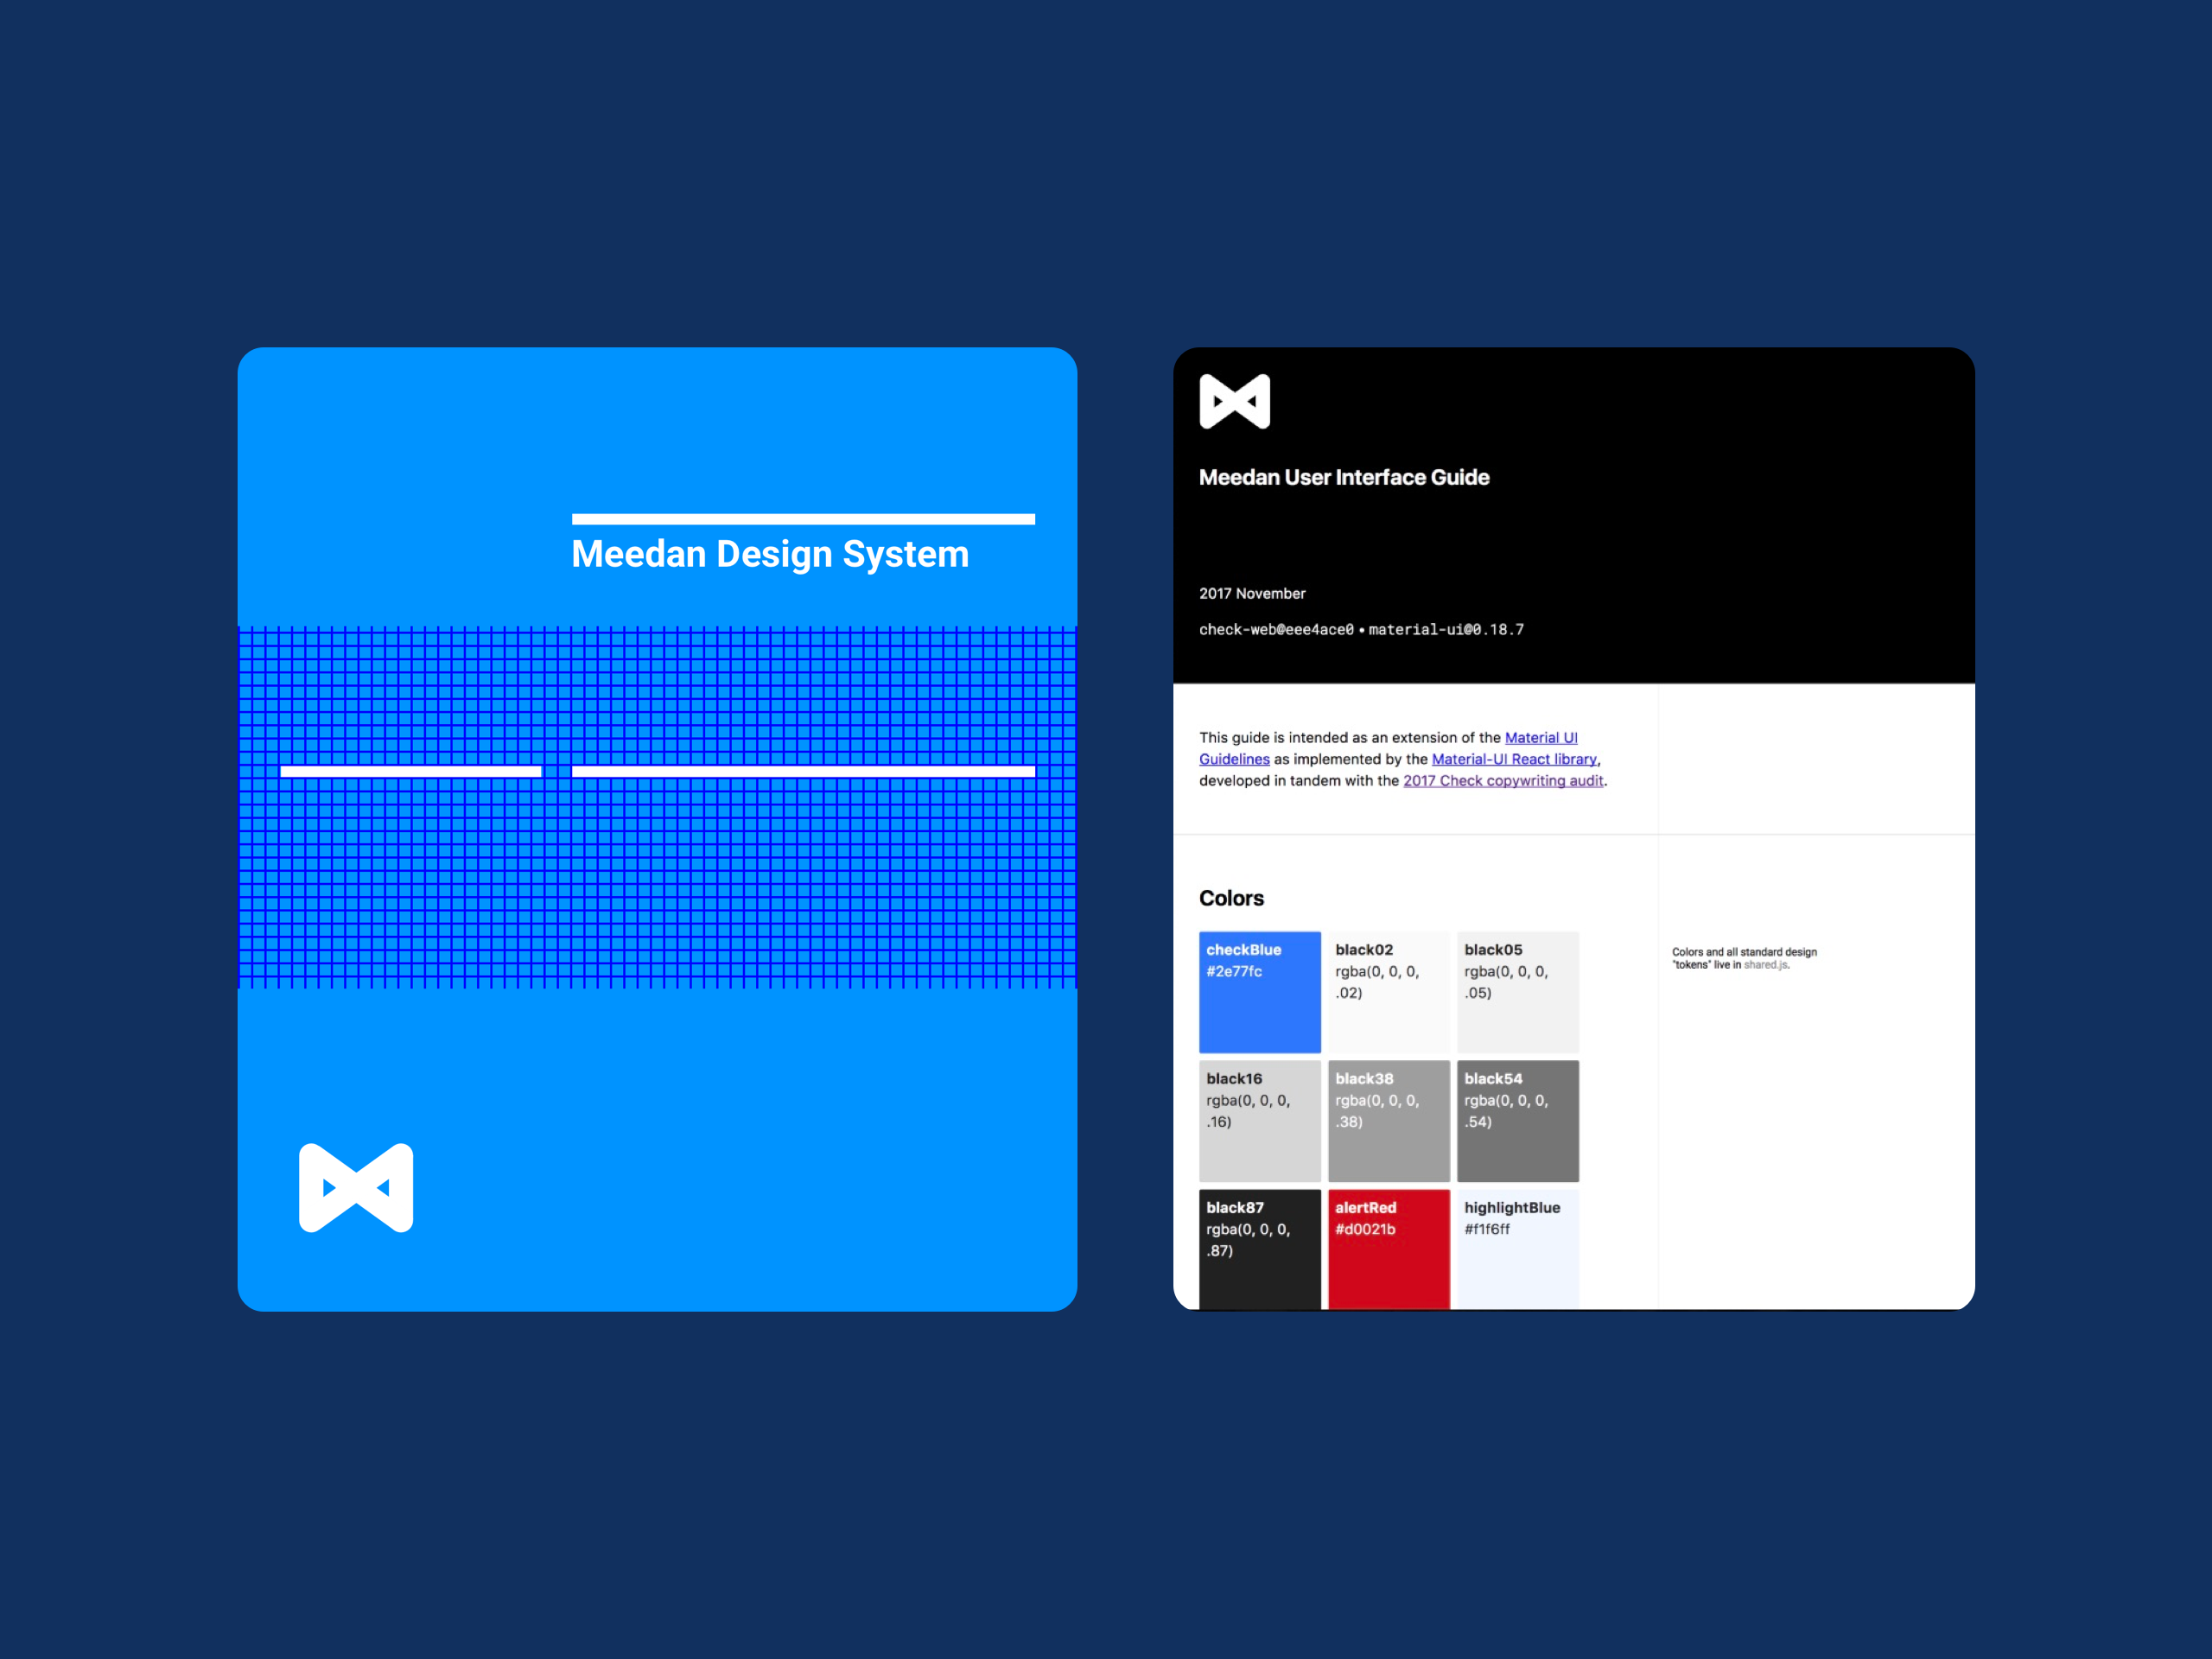 Meedan Design System
Meedan User Interface Guide
2017 November
check-web@eee4ace0 • material-ui@0.18.7
This guide is intended as an extension of the Material UI
Guidelines as implemented by the Material-UI React library,
developed in tandem with the 2017 Check copywriting audit.
Colors
Colors and all standard design
"tokens" live in shared.js.
checkBlue
#2e77fc
black02
rgba(0, 0, 0,
.02)
black05
rgba(0, 0, 0,
.05)
black16
rgba(0, 0, 0,
.16)
black38
rgba(0, 0, 0,
.38)
black54
rgba(0, 0, 0,
.54)
black87
rgba(0, 0, 0,
.87)
alertRed
#d0021b
highlightBlue
#f1f6ff